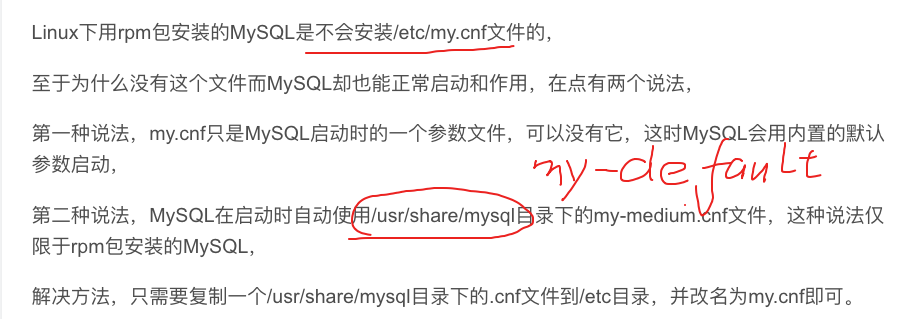 Linux下用rpm包安装的MySQL是不会安装/etc/my.cnf文件的,
至于为什么没有这个文件而MySQL却也能正常启动和作用，在点有两个说法，
第一种说法，my.cnf只是MySQL启动时的一个参数文件，可以没有它，这时MySQL会用内置的默认
参数启动，
my-default
第二种说法，MySQL在启动时自动使用/usr/share/mysql目录下的my-medium.cnf文件，这种说法仅
限于rpm包安装的MySQL，
解决方法，只需要复制一个/usr/share/mysql目录下的.cnf文件到/etc目录，并改名为my.cnf即可。